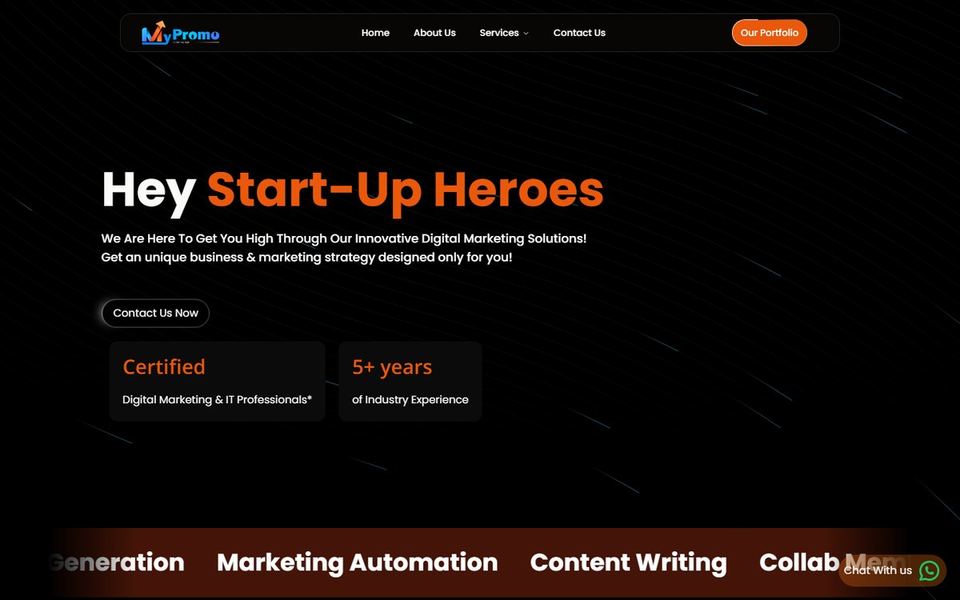 MyPromo
Home
About Us
Services
Contact Us
Our Portfolio
Hey Start-Up Heroes
We Are Here To Get You High Through Our Innovative Digital Marketing Solutions!
Get an unique business & marketing strategy designed only for you!
Contact Us Now
Certified
Digital Marketing & IT Professionals*
5+ years
of Industry Experience
Generation Marketing Automation Content Writing Collab
Chat With us